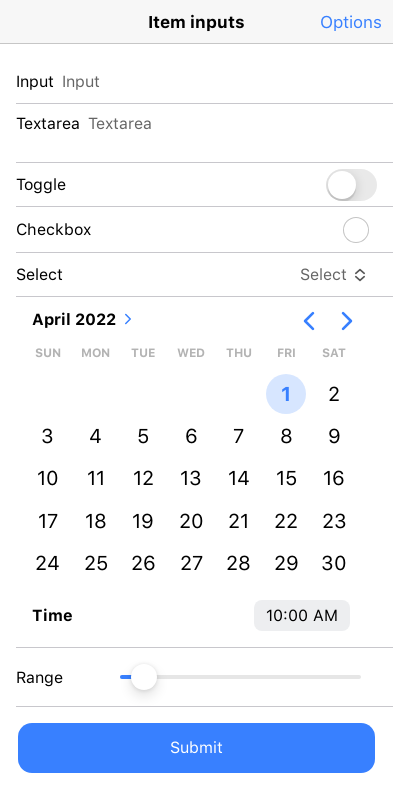 Item inputs Options
Input Input
Textarea Textarea
Toggle
Checkbox
Select Select
April 2022
SUN MON TUE WED THU FRI SAT
1 2
3 4 5 6 7 8 9
10 11 12 13 14 15 16
17 18 19 20 21 22 23
24 25 26 27 28 29 30
Time 10:00 AM
Range
Submit